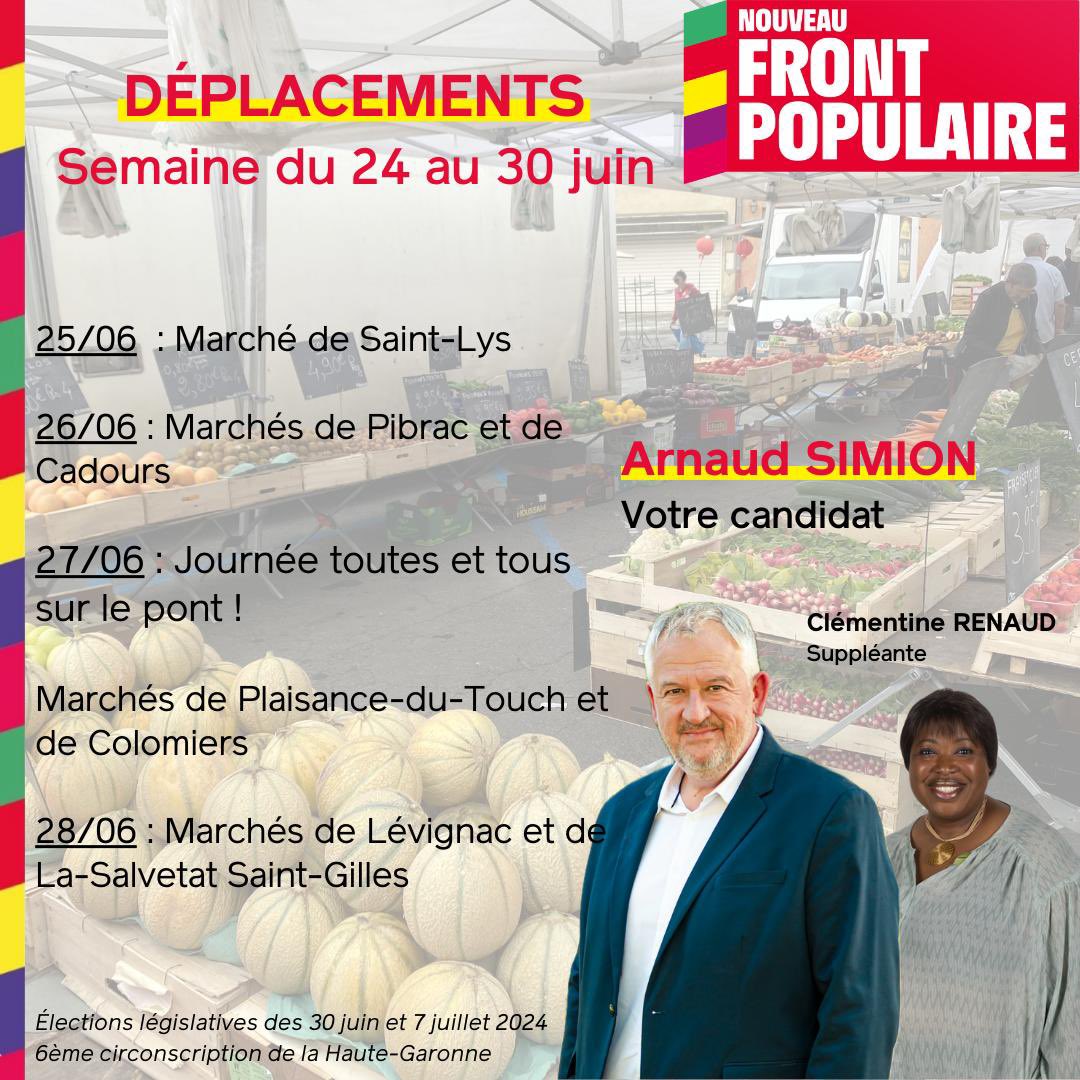 NOUVEAU
FRONT
POPULAIRE
DÉPLACEMENTS
Semaine du 24 au 30 juin
25/06 : Marché de Saint-Lys
26/06 : Marchés de Pibrac et de
Cadours
27/06 : Journée toutes et tous
sur le pont !
Marchés de Plaisance-du-Touch et
de Colomiers
28/06 : Marchés de Lévignac et de
La-Salvetat Saint-Gilles
Arnaud SIMION
Votre candidat
Clémentine RENAUD
Suppléante
Élections législatives des 30 juin et 7 juillet 2024
6ème circonscription de la Haute-Garonne